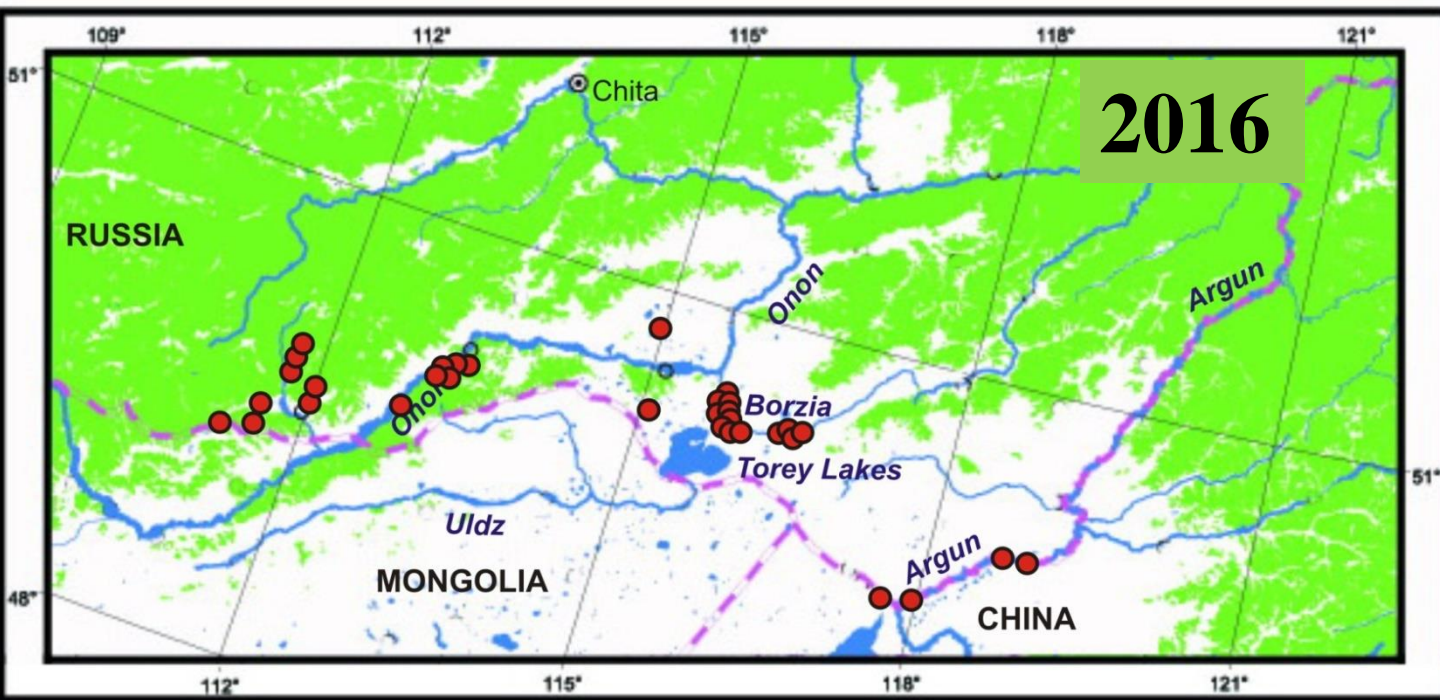 109° 112° 115° 118° 121°
51°
Chita
2016
RUSSIA
Argun
Onon
Onon
Borzia
Torey Lakes
51°
Uldz
Argun
MONGOLIA
48°
CHINA
112° 115° 118° 121°